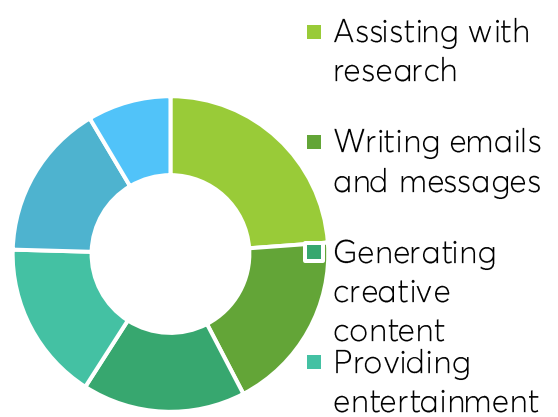 Assisting with
research
Writing emails
and messages
Generating
creative
content
Providing
entertainment